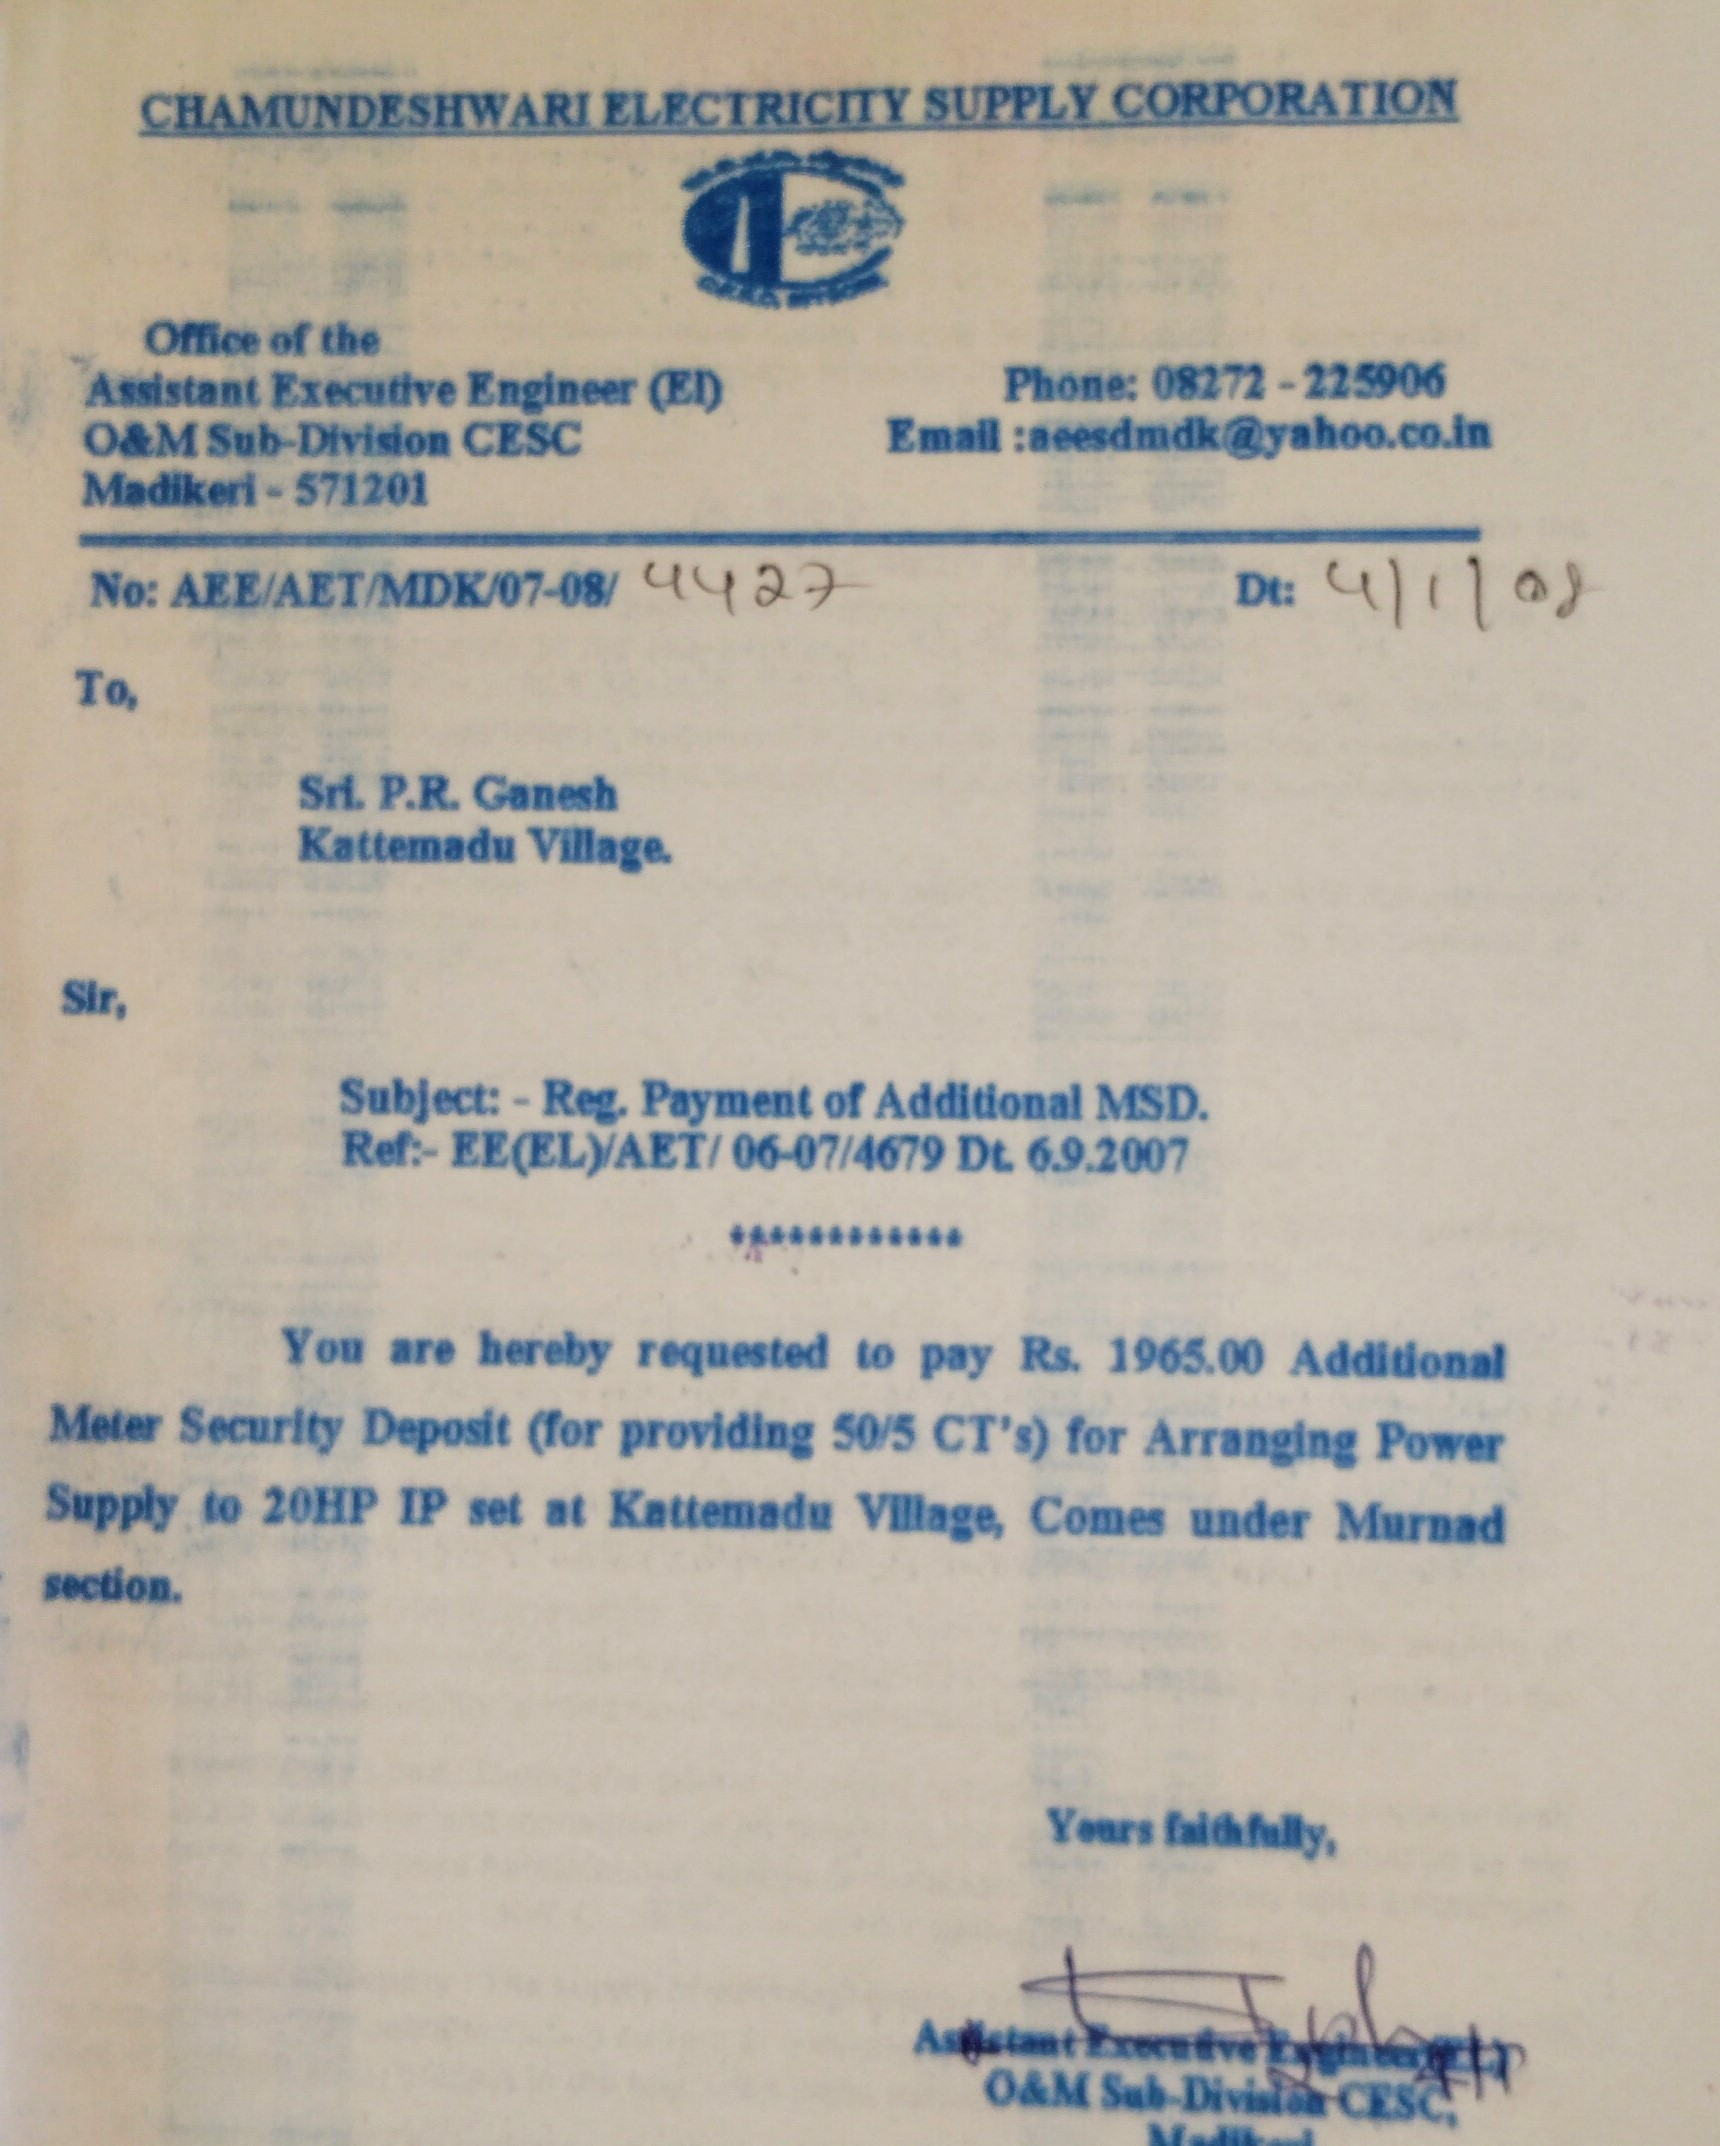 CHAMUNDESHWARI ELECTRICITY SUPPLY CORPORATION
Office of the
Assistant Executive Engineer (El)
O&M Sub-Division CESC
Madikeri - 571201
Phone: 08272 - 225906
Email :aeesdmdk@yahoo.co.in
No: AEE/AET/MDK/07-08/ 4427
Dt: 4/1/08
To,
Sri. P.R. Ganesh
Kattemadu Village.
Sir,
Subject: - Reg. Payment of Additional MSD.
Ref:- EE(EL)/AET/ 06-07/4679 Dt. 6.9.2007
************
You are hereby requested to pay Rs. 1965.00 Additional
Meter Security Deposit (for providing 50/5 CT's) for Arranging Power
Supply to 20HP IP set at Kattemadu Village, Comes under Murnad
section.
Yours faithfully,
Assistant Executive Engineer
O&M Sub-Division CESC,
Madikeri